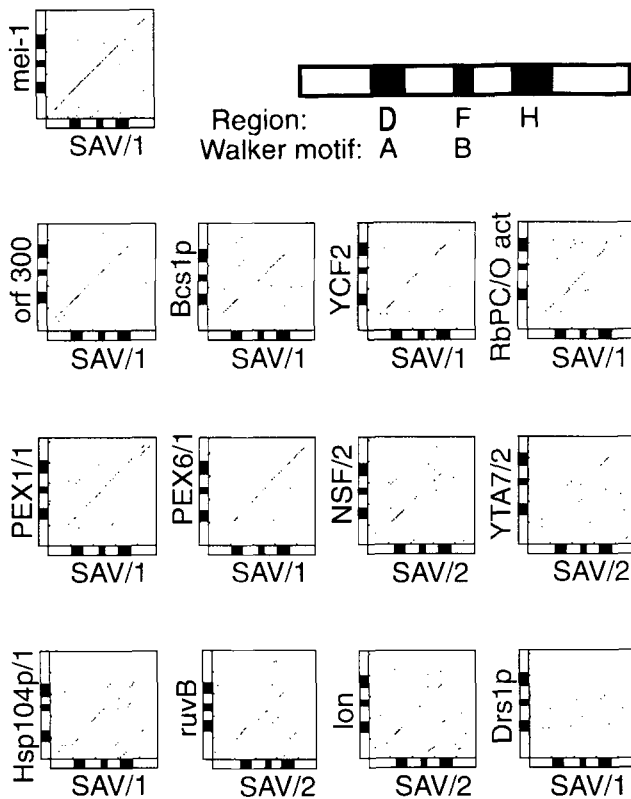 mei-1
SAV/1
Region: D F H
Walker motif: A B
orf 300
SAV/1
Bcs1p
SAV/1
YCF2
SAV/1
RbPC/O act
SAV/1
PEX1/1
SAV/1
PEX6/1
SAV/1
NSF/2
SAV/2
YTA7/2
SAV/2
Hsp104p/1
SAV/1
ruvB
SAV/2
lon
SAV/2
Drs1p
SAV/1